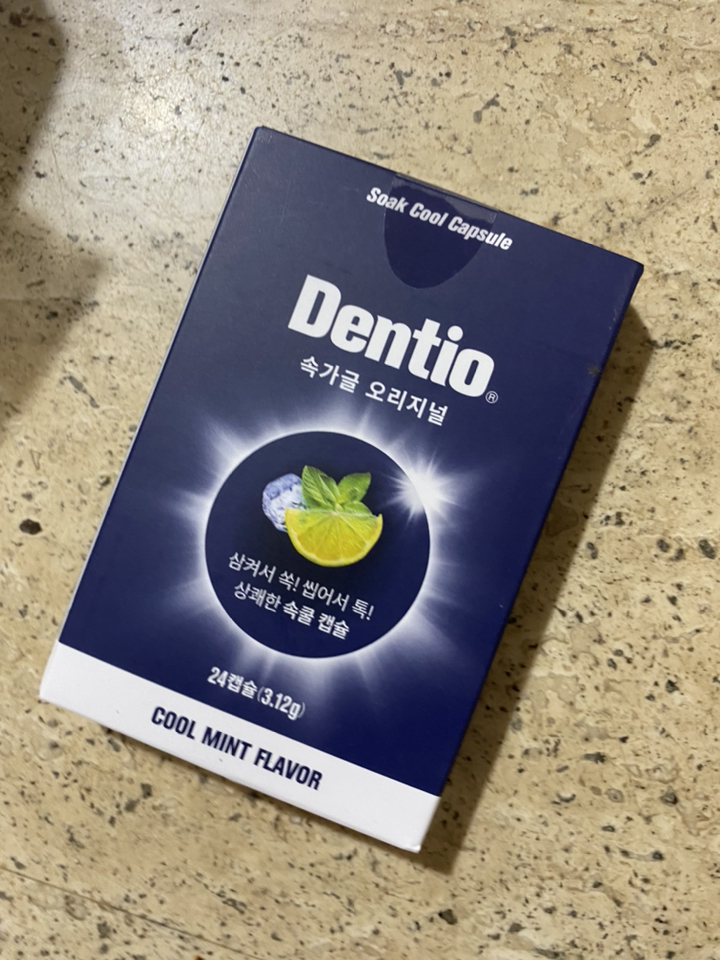 Soak Cool Capsule
Dentio®
속가글 오리지널
삼켜서 쏙! 씹어서 톡!
상쾌한 속쿨 캡슐
24캡슐(3.12g)
COOL MINT FLAVOR